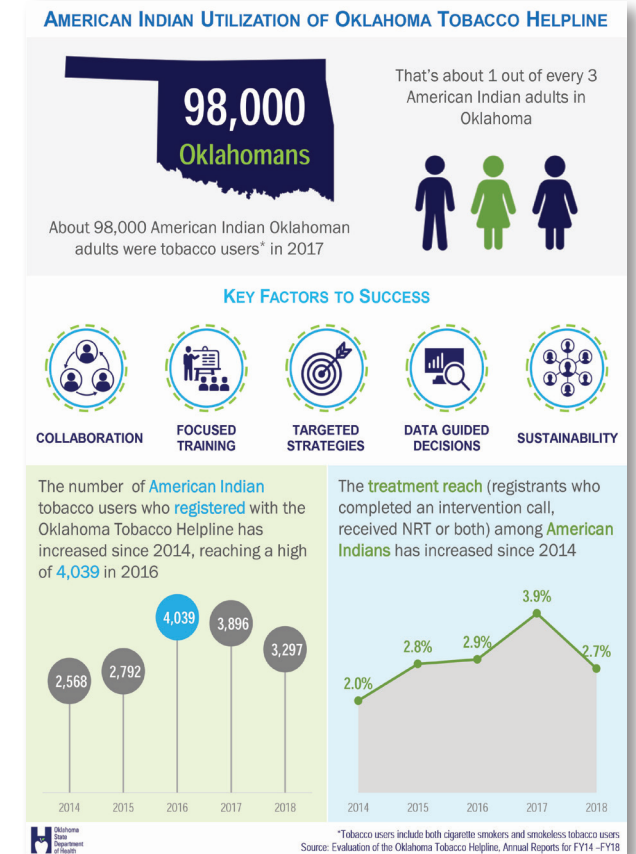 AMERICAN INDIAN UTILIZATION OF OKLAHOMA TOBACCO HELPLINE
98,000
Oklahomans
About 98,000 American Indian Oklahoman
adults were tobacco users* in 2017
That's about 1 out of every 3
American Indian adults in
Oklahoma
KEY FACTORS TO SUCCESS
COLLABORATION
FOCUSED
TRAINING
TARGETED
STRATEGIES
DATA GUIDED
DECISIONS
SUSTAINABILITY
The number of American Indian
tobacco users who registered with the
Oklahoma Tobacco Helpline has
increased since 2014, reaching a high
of 4,039 in 2016
2,568
2,792
4,039
3,896
3,297
2014
2015
2016
2017
2018
The treatment reach (registrants who
completed an intervention call,
received NRT or both) among American
Indians has increased since 2014
2.0%
2.8%
2.9%
3.9%
2.7%
2014
2015
2016
2017
2018
Oklahoma
State
Department
of Health
*Tobacco users include both cigarette smokers and smokeless tobacco users
Source: Evaluation of the Oklahoma Tobacco Helpline, Annual Reports for FY14 –FY18